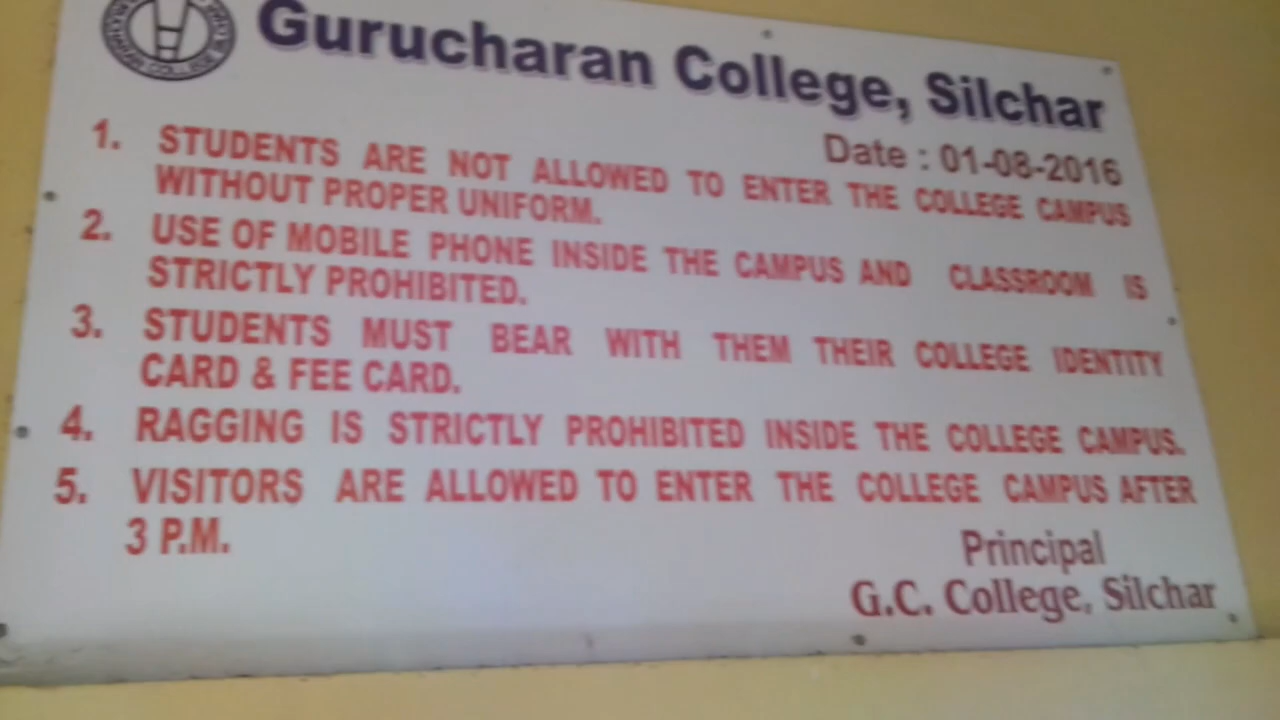 Gurucharan College, Silchar
Date : 01-08-2016
1. STUDENTS ARE NOT ALLOWED TO ENTER THE COLLEGE CAMPUS
WITHOUT PROPER UNIFORM.
2. USE OF MOBILE PHONE INSIDE THE CAMPUS AND CLASSROOM IS
STRICTLY PROHIBITED.
3. STUDENTS MUST BEAR WITH THEM THEIR COLLEGE IDENTITY
CARD & FEE CARD.
4. RAGGING IS STRICTLY PROHIBITED INSIDE THE COLLEGE CAMPUS.
5. VISITORS ARE ALLOWED TO ENTER THE COLLEGE CAMPUS AFTER
3 P.M.
Principal
G.C. College, Silchar